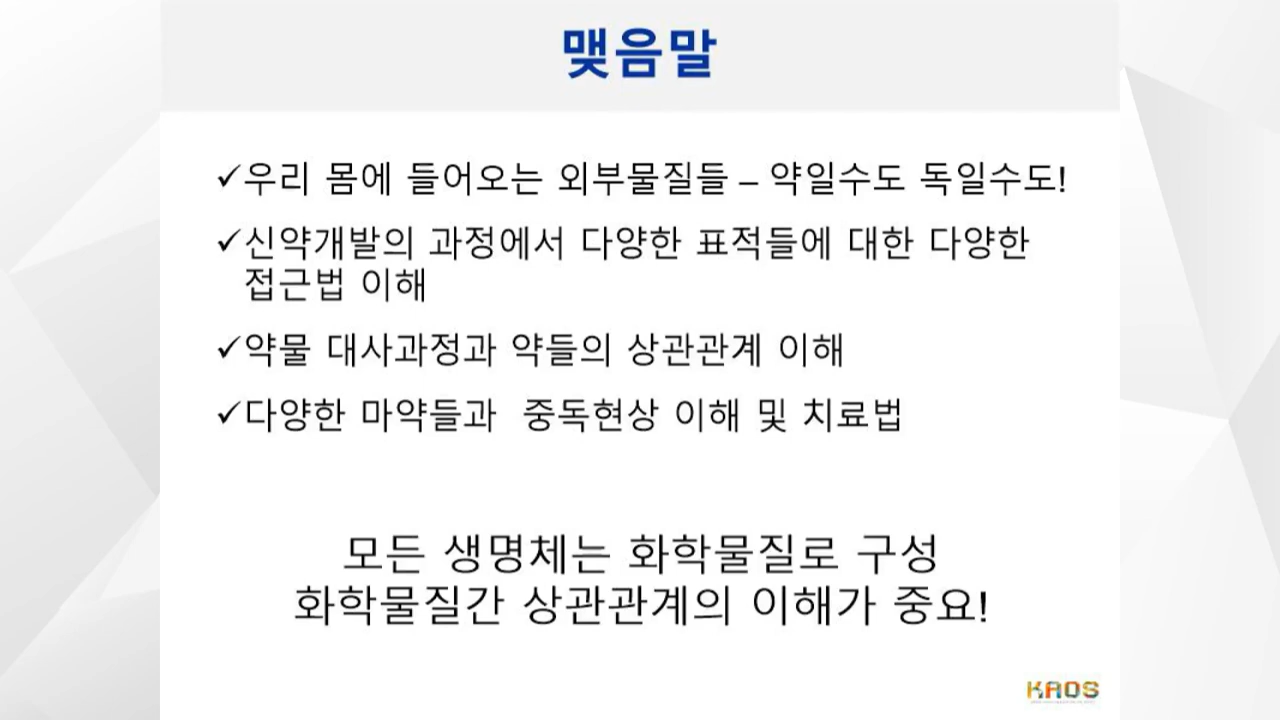 맺음말
✓우리 몸에 들어오는 외부물질들 – 약일수도 독일수도!
✓신약개발의 과정에서 다양한 표적들에 대한 다양한
접근법 이해
✓약물 대사과정과 약들의 상관관계 이해
✓다양한 마약들과 중독현상 이해 및 치료법
모든 생명체는 화학물질로 구성
화학물질간 상관관계의 이해가 중요!
KAOS